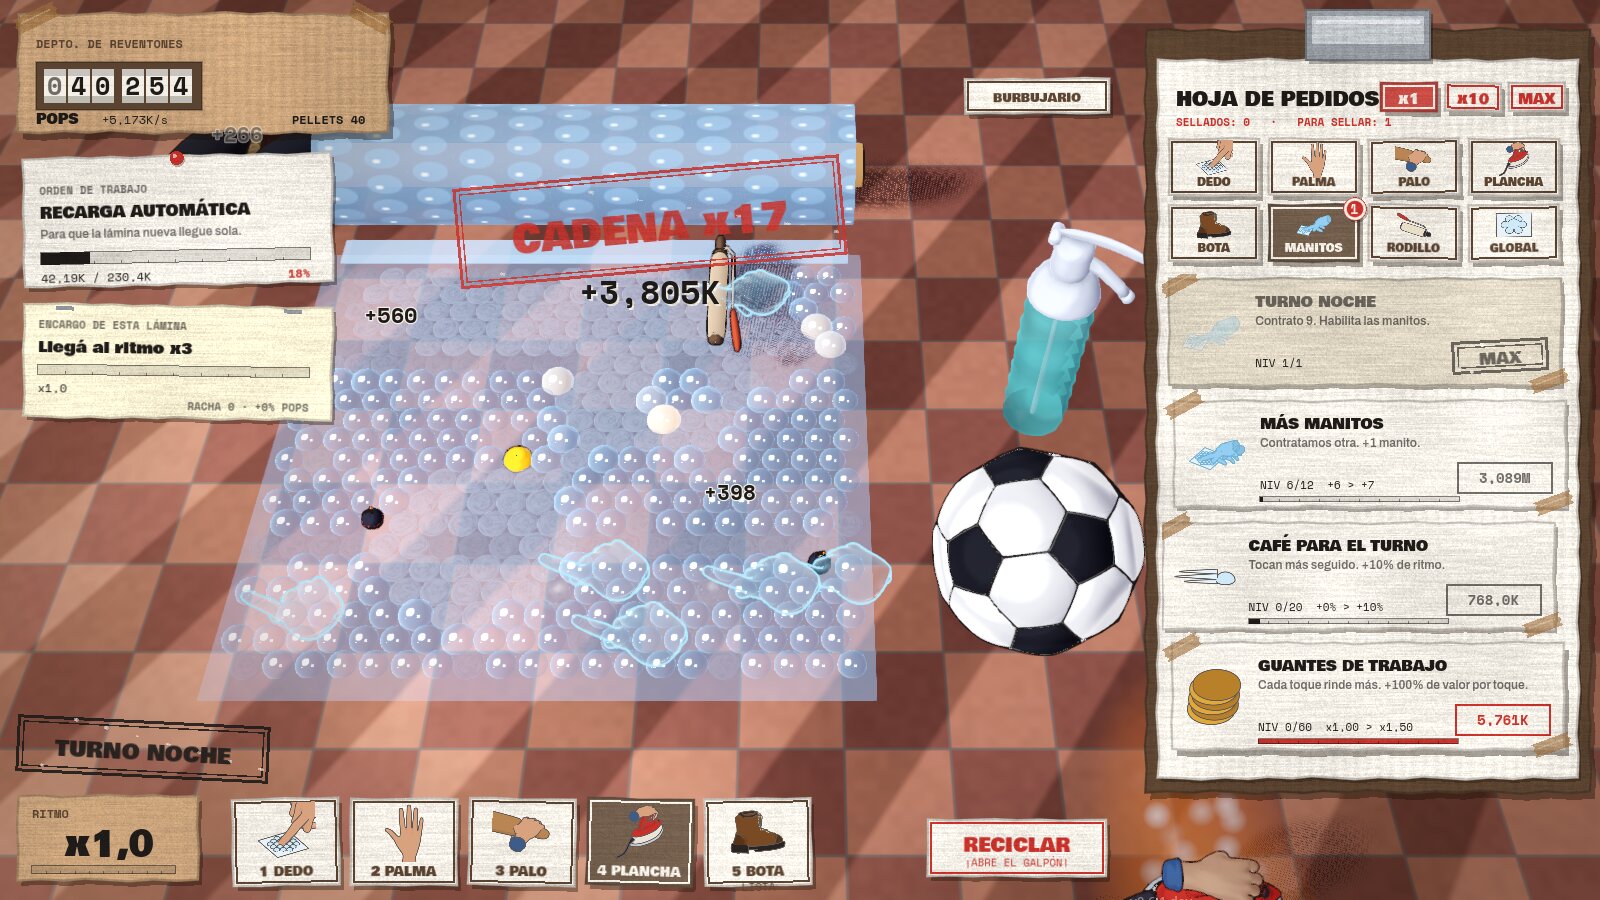 DEPTO. DE REVENTONES
040 254
POPS +5,173K/s PELLETS 40
+266
ORDEN DE TRABAJO
RECARGA AUTOMÁTICA
Para que la lámina nueva llegue sola.
42,19K / 230.4K 18%
ENCARGO DE ESTA LÁMINA
Llegá al ritmo x3
x1,0
RACHA 0 · +0% POPS
CADENA x17
+3,805K
+560
+398
BURBUJARIO
HOJA DE PEDIDOS x1 x10 MAX
SELLADOS: 0 · PARA SELLAR: 1
DEDO PALMA PALO PLANCHA
1
BOTA MANITOS RODILLO GLOBAL
TURNO NOCHE
Contrato 9. Habilita las manitos.
NIV 1/1 MAX
MÁS MANITOS
Contratamos otra. +1 manito.
NIV 6/12 +6 > +7 3,089M
CAFÉ PARA EL TURNO
Tocan más seguido. +10% de ritmo.
NIV 0/20 +0% > +10% 768,0K
GUANTES DE TRABAJO
Cada toque rinde más. +100% de valor por toque.
NIV 0/60 x1,00 > x1,50 5,761K
TURNO NOCHE
RITMO
x1,0
1 DEDO 2 PALMA 3 PALO 4 PLANCHA 5 BOTA
RECICLAR
¡ABRE EL GALPÓN!